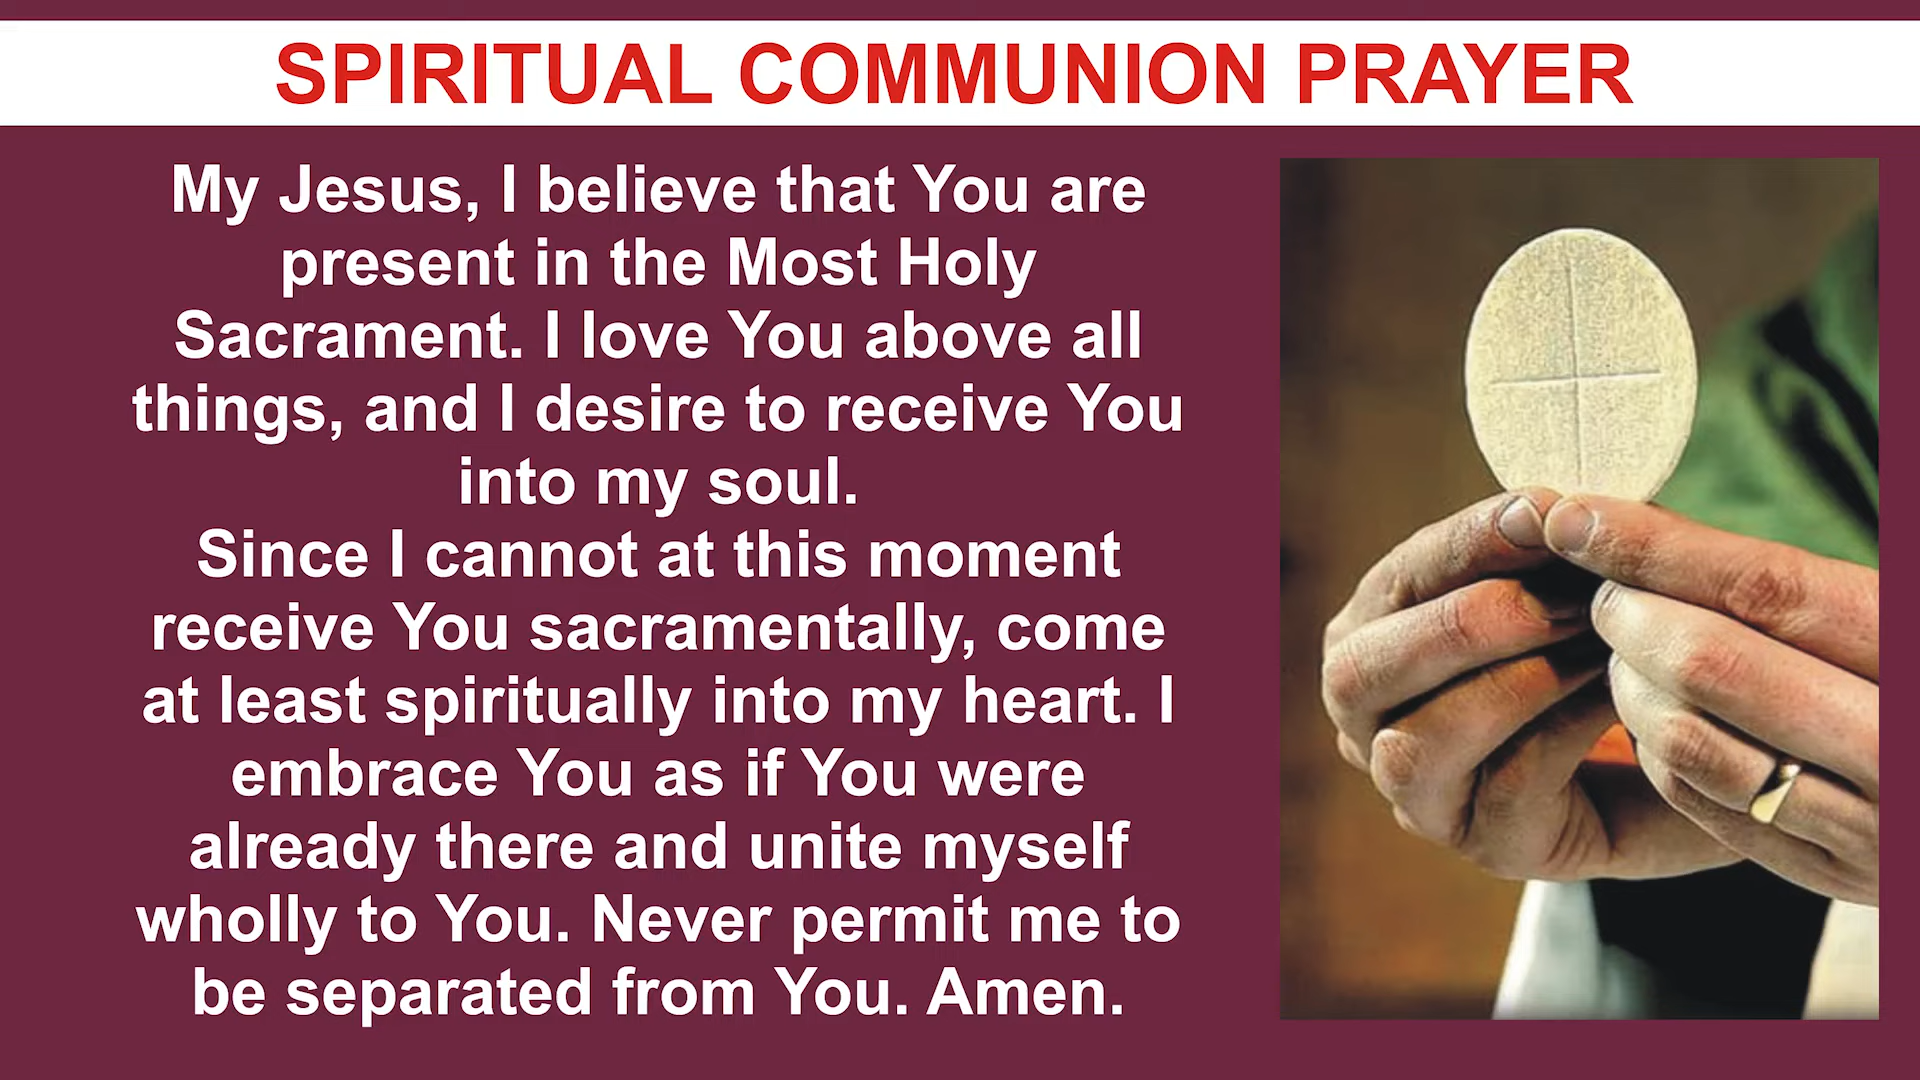 SPIRITUAL COMMUNION PRAYER
My Jesus, I believe that You are
present in the Most Holy
Sacrament. I love You above all
things, and I desire to receive You
into my soul.
Since I cannot at this moment
receive You sacramentally, come
at least spiritually into my heart. I
embrace You as if You were
already there and unite myself
wholly to You. Never permit me to
be separated from You. Amen.